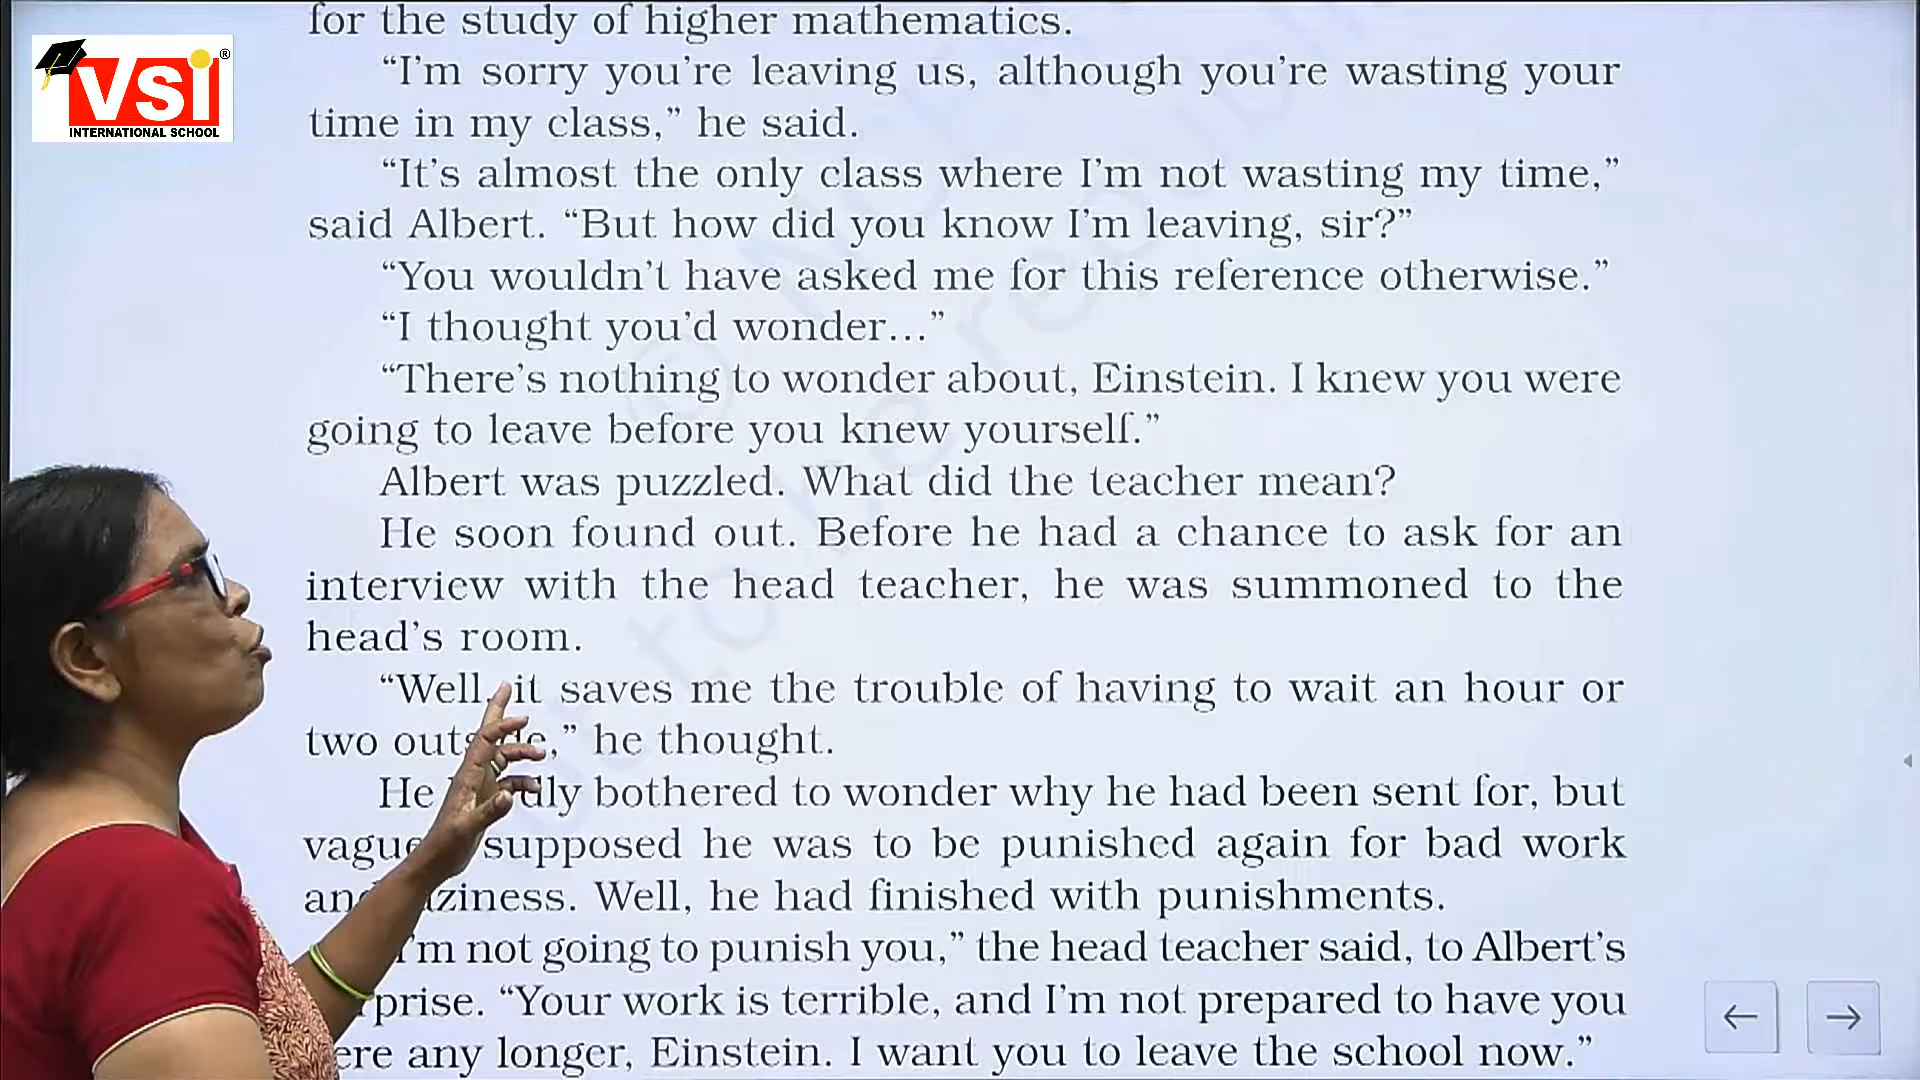 for the study of higher mathematics.
VSI ®
INTERNATIONAL SCHOOL
“I’m sorry you’re leaving us, although you’re wasting your
time in my class,” he said.
“It’s almost the only class where I’m not wasting my time,”
said Albert. “But how did you know I’m leaving, sir?”
“You wouldn’t have asked me for this reference otherwise.”
“I thought you’d wonder...”
“There’s nothing to wonder about, Einstein. I knew you were
going to leave before you knew yourself.”
Albert was puzzled. What did the teacher mean?
He soon found out. Before he had a chance to ask for an
interview with the head teacher, he was summoned to the
head’s room.
“Well, it saves me the trouble of having to wait an hour or
two outside,” he thought.
He hardly bothered to wonder why he had been sent for, but
vaguely supposed he was to be punished again for bad work
and laziness. Well, he had finished with punishments.
I’m not going to punish you,” the head teacher said, to Albert’s
surprise. “Your work is terrible, and I’m not prepared to have you
here any longer, Einstein. I want you to leave the school now.”